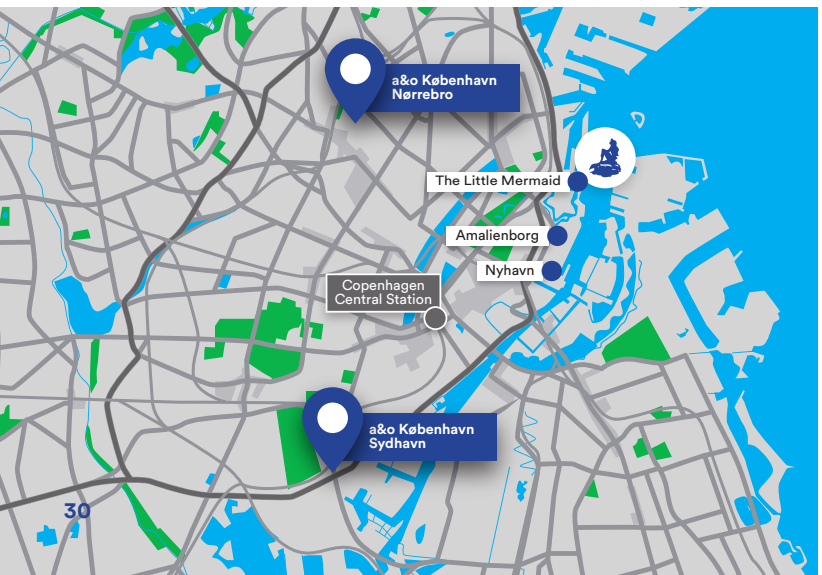 a&o København
Nørrebro
The Little Mermaid
Amalienborg
Nyhavn
Copenhagen
Central Station
a&o København
Sydhavn
30